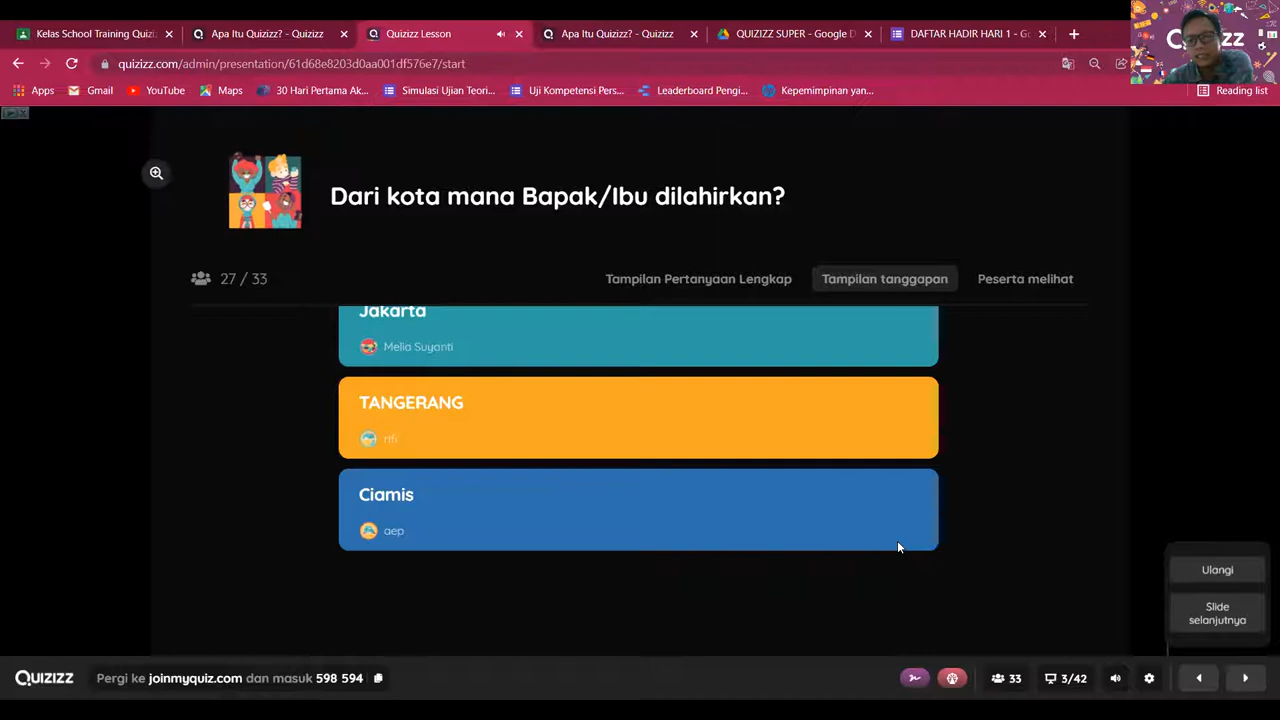 Kelas School Training Quiziz
Apa Itu Quizizz? - Quizizz
Quizizz Lesson
Apa Itu Quizizz? - Quizizz
QUIZIZZ SUPER - Google D
DAFTAR HADIR HARI 1 - Go
quizizz.com/admin/presentation/61d68e8203d0aa001df576e7/start
Apps
Gmail
YouTube
Maps
30 Hari Pertama Ak...
Simulasi Ujian Teori...
Uji Kompetensi Pers...
Leaderboard Pengi...
Kepemimpinan yan...
Reading list
Dari kota mana Bapak/Ibu dilahirkan?
27 / 33
Tampilan Pertanyaan Lengkap
Tampilan tanggapan
Peserta melihat
Jakarta
Melia Suyanti
TANGERANG
Ciamis
aep
Ulangi
Slide
selanjutnya
QUIZIZZ
Pergi ke joinmyquiz.com dan masuk 598 594
33
3/42